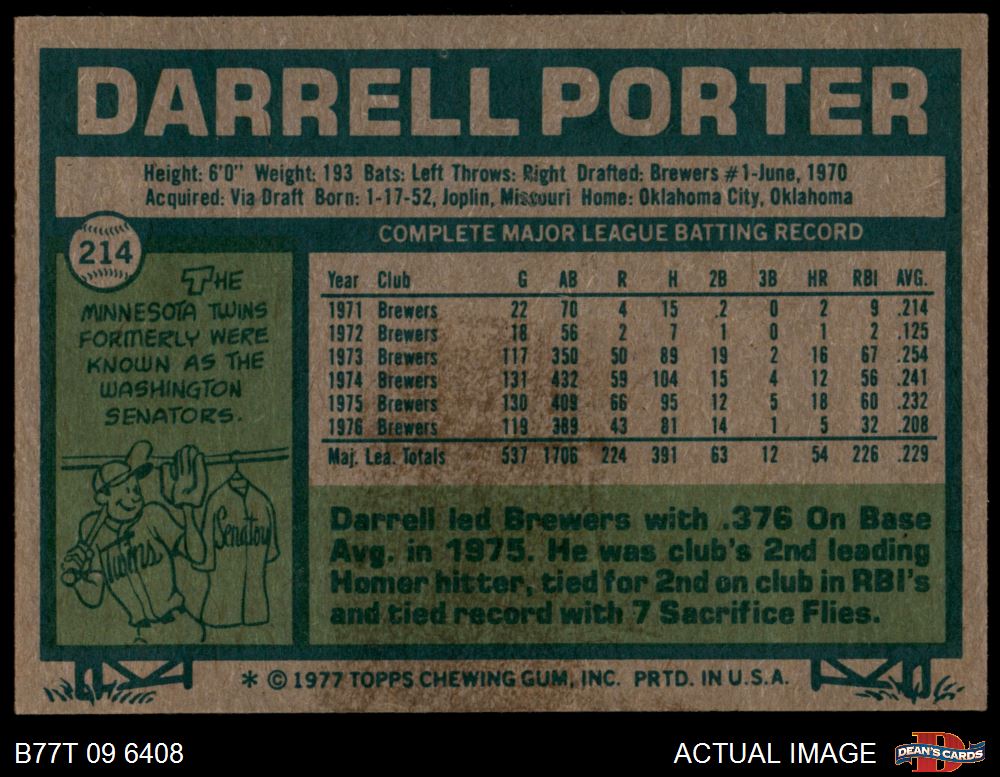 DARRELL PORTER
Height: 6'0" Weight: 193 Bats: Left Throws: Right Drafted: Brewers #1-June, 1970
Acquired: Via Draft Born: 1-17-52, Joplin, Missouri Home: Oklahoma City, Oklahoma
214
THE
MINNESOTA TWINS
FORMERLY WERE
KNOWN AS THE
WASHINGTON
SENATORS.
Twins
Senators
COMPLETE MAJOR LEAGUE BATTING RECORD
Year Club G AB R H 2B 3B HR RBI AVG.
1971 Brewers 22 70 4 15 .2 0 2 9 .214
1972 Brewers 18 56 2 7 1 0 1 2 .125
1973 Brewers 117 350 50 89 19 2 16 67 .254
1974 Brewers 131 432 59 104 15 4 12 56 .241
1975 Brewers 130 409 66 95 12 5 18 60 .232
1976 Brewers 119 389 43 81 14 1 5 32 .208
Maj. Lea. Totals 537 1706 224 391 63 12 54 226 .229
Darrell led Brewers with .376 On Base
Avg. in 1975. He was club's 2nd leading
Homer hitter, tied for 2nd on club in RBI's
and tied record with 7 Sacrifice Flies.
* © 1977 TOPPS CHEWING GUM, INC. PRTD. IN U.S.A.
B77T 09 6408
ACTUAL IMAGE
D
DEAN'S CARDS